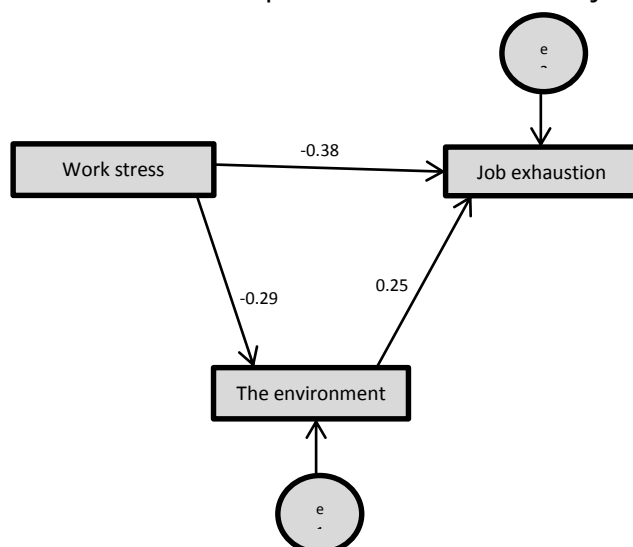 e
Work stress
-0.38
Job exhaustion
-0.29
0.25
The environment
e